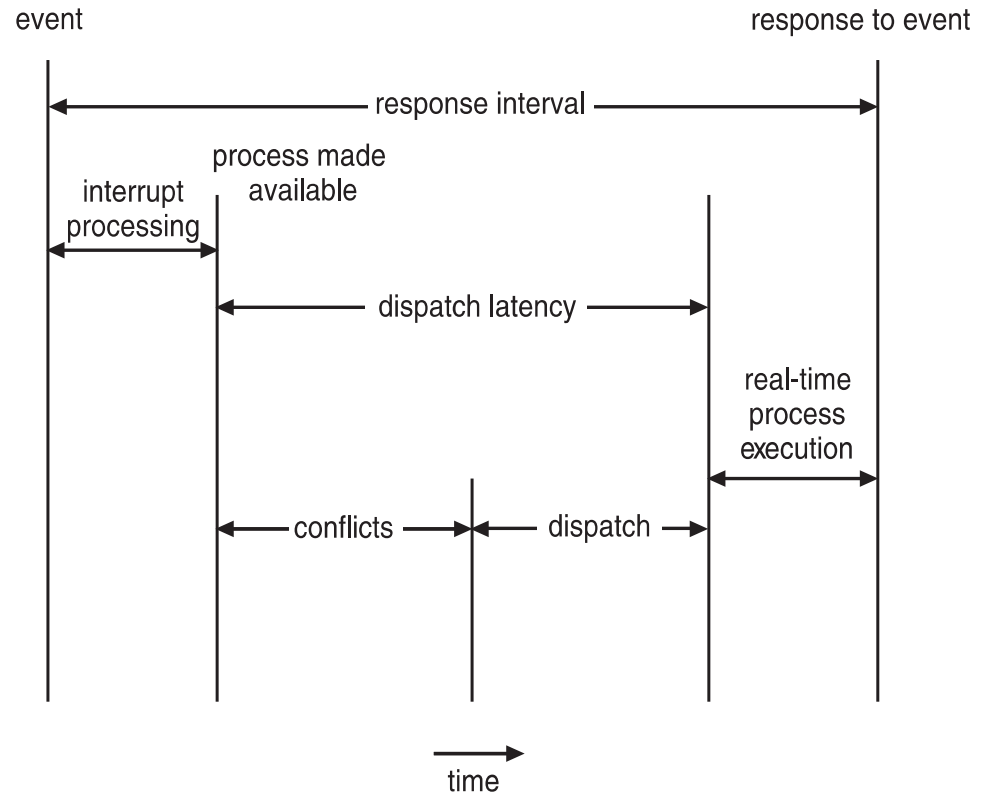 event
response to event
response interval
process made
available
interrupt
processing
dispatch latency
real-time
process
execution
conflicts
dispatch
time